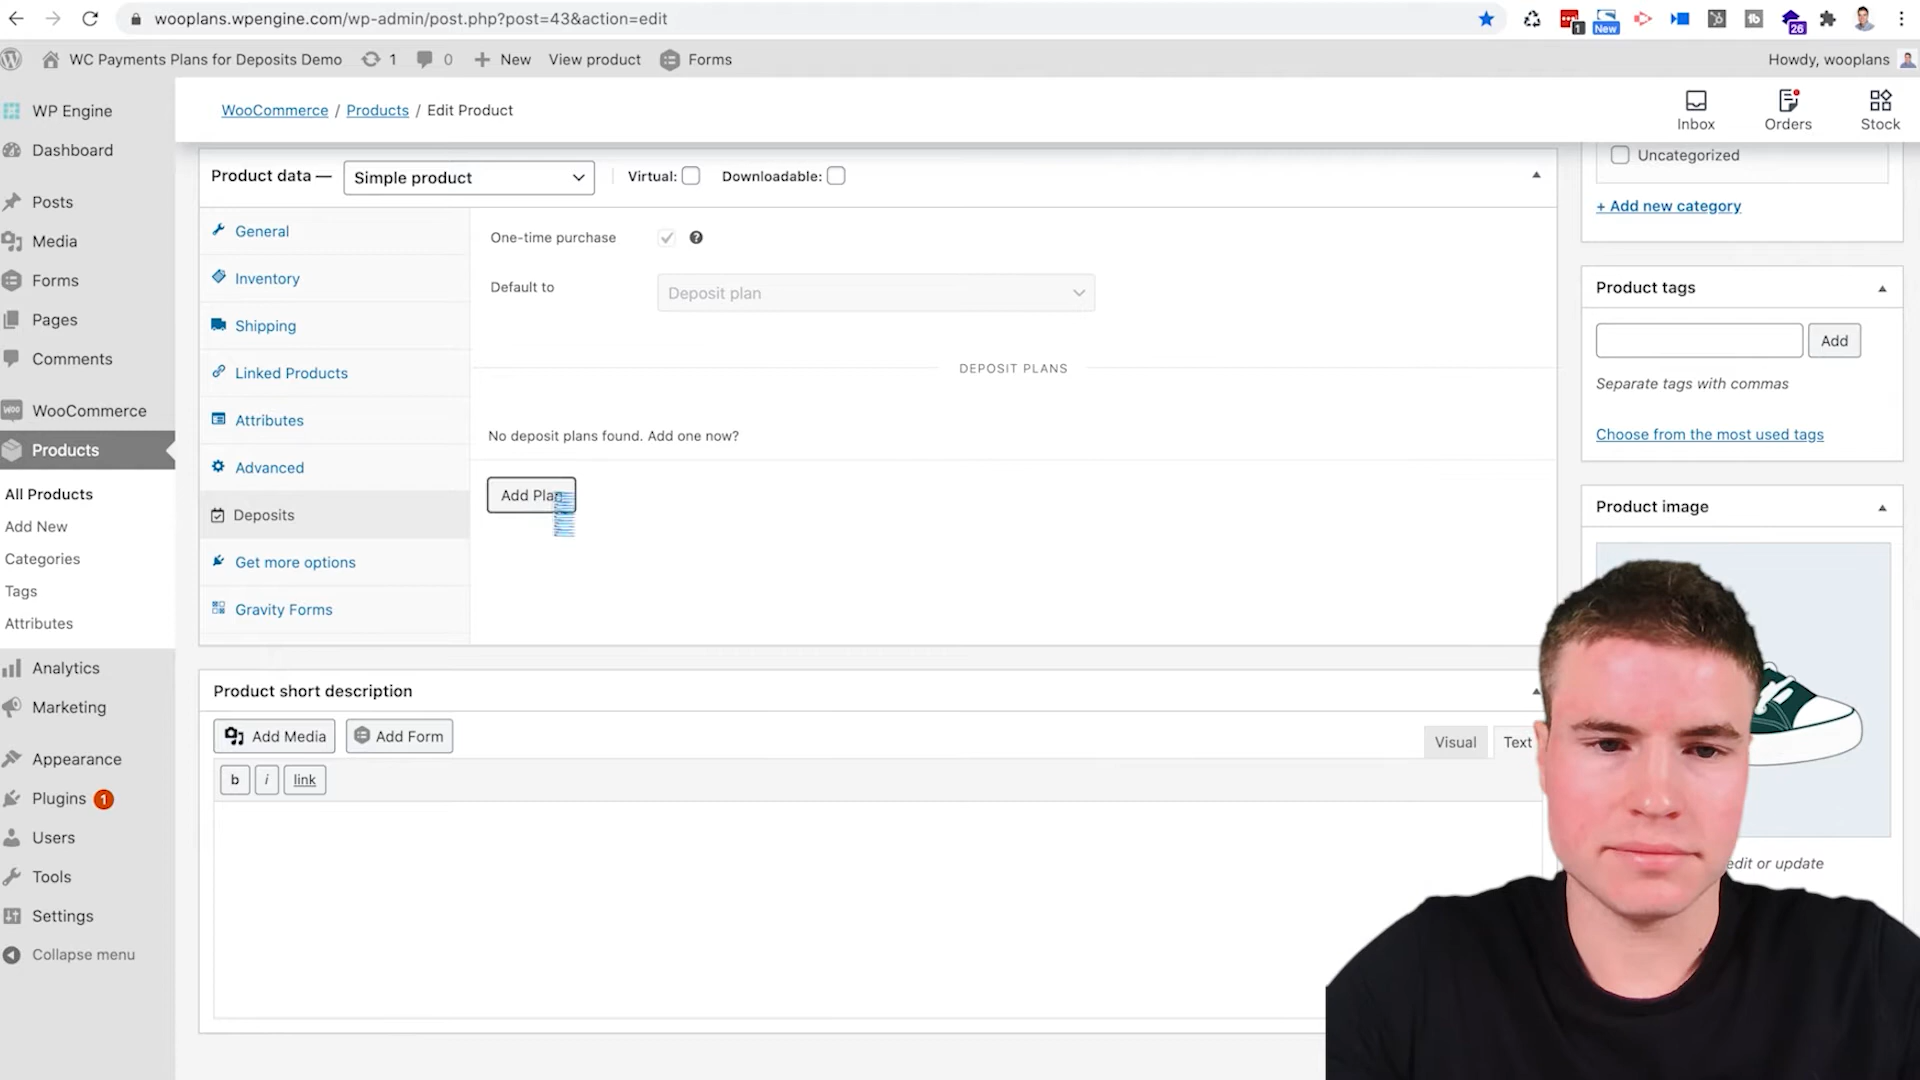 wooplans.wpengine.com/wp-admin/post.php?post=43&action=edit
1
New
26
WC Payments Plans for Deposits Demo
1
0
New
View product
Forms
Howdy, wooplans
WP Engine
Dashboard
Posts
Media
Forms
Pages
Comments
WooCommerce
Products
All Products
Add New
Categories
Tags
Attributes
Analytics
Marketing
Appearance
Plugins 1
Users
Tools
Settings
Collapse menu
WooCommerce / Products / Edit Product
Inbox
Orders
Stock
Product data —
Simple product
Virtual:
Downloadable:
General
Inventory
Shipping
Linked Products
Attributes
Advanced
Deposits
Get more options
Gravity Forms
One-time purchase
Default to
Deposit plan
DEPOSIT PLANS
No deposit plans found. Add one now?
Add Plan
Product short description
Add Media
Add Form
Visual
Text
b
i
link
Uncategorized
+ Add new category
Product tags
Add
Separate tags with commas
Choose from the most used tags
Product image
edit or update